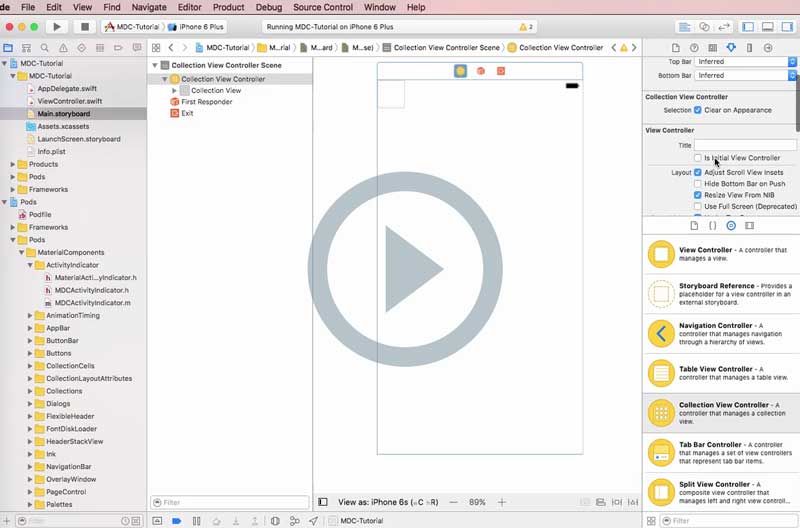 de File Edit View Find Navigate Editor Product Debug Source Control Window Help
MDC-Tutorial iPhone 6 Plus Running MDC-Tutorial on iPhone 6 Plus 2
MDC-Tutorial M...rial M...ard M...se) Collection View Controller Scene Collection View Controller
MDC-Tutorial
MDC-Tutorial
AppDelegate.swift
ViewController.swift
Main.storyboard
Assets.xcassets
LaunchScreen.storyboard
Info.plist
Products
Pods
Frameworks
Pods
Podfile
Frameworks
Pods
MaterialComponents
ActivityIndicator
MaterialActi...yIndicator.h
MDCActivityIndicator.h
MDCActivityIndicator.m
AnimationTiming
AppBar
ButtonBar
Buttons
CollectionCells
CollectionLayoutAttributes
Collections
Dialogs
FlexibleHeader
FontDiskLoader
HeaderStackView
Ink
NavigationBar
OverlayWindow
PageControl
Palettes
Filter
Collection View Controller Scene
Collection View Controller
Collection View
First Responder
Exit
Filter
View as: iPhone 6s (wC hR) 89%
MDC-Tutorial
Top Bar Inferred
Bottom Bar Inferred
Collection View Controller
Selection Clear on Appearance
View Controller
Title
Is Initial View Controller
Layout Adjust Scroll View Insets
Hide Bottom Bar on Push
Resize View From NIB
Use Full Screen (Deprecated)
View Controller - A controller that
manages a view.
Storyboard Reference - Provides a
placeholder for a view controller in an
external storyboard.
Navigation Controller - A
controller that manages
navigation through a hierarchy of views.
Table View Controller - A
controller that manages a table view.
Collection View Controller - A
controller that manages a collection
view.
Tab Bar Controller - A controller
that manages a set of view controllers
that represent tab bar items.
Split View Controller - A
composite view controller that
manages left and right view controll...
Filter